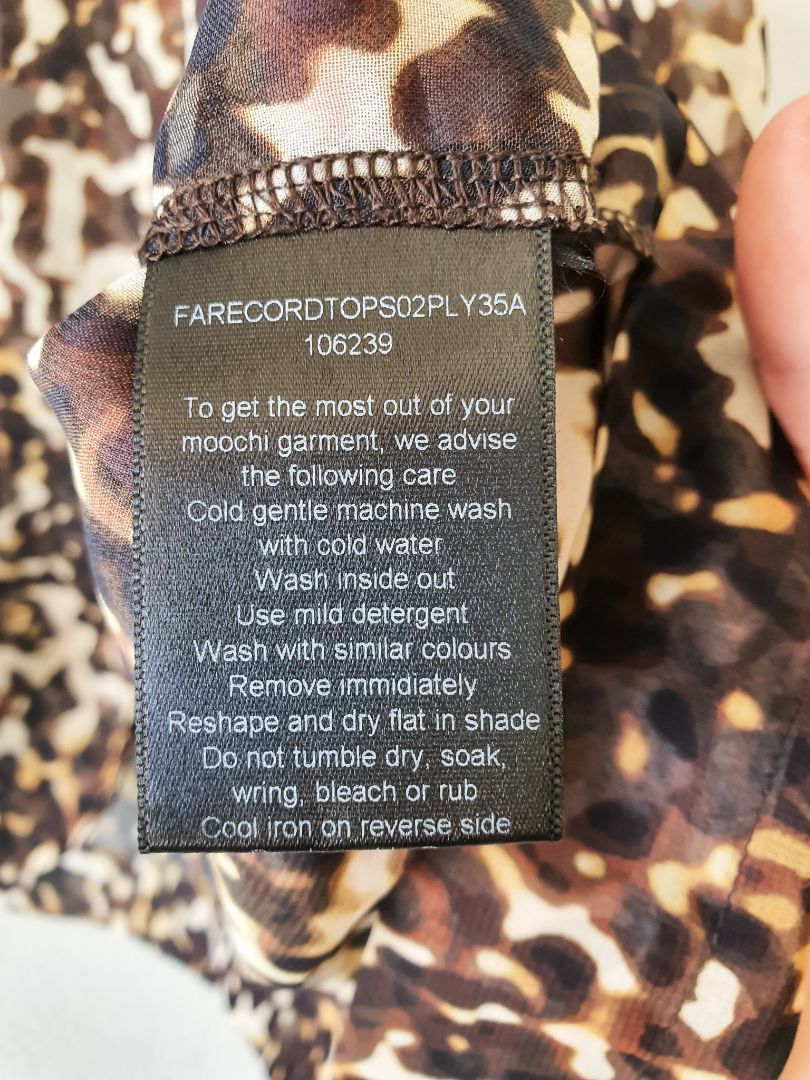 FARECORDTOPS02PLY35A
106239
To get the most out of your
moochi garment, we advise
the following care
Cold gentle machine wash
with cold water
Wash inside out
Use mild detergent
Wash with similar colours
Remove immidiately
Reshape and dry flat in shade
Do not tumble dry, soak,
wring, bleach or rub
Cool iron on reverse side